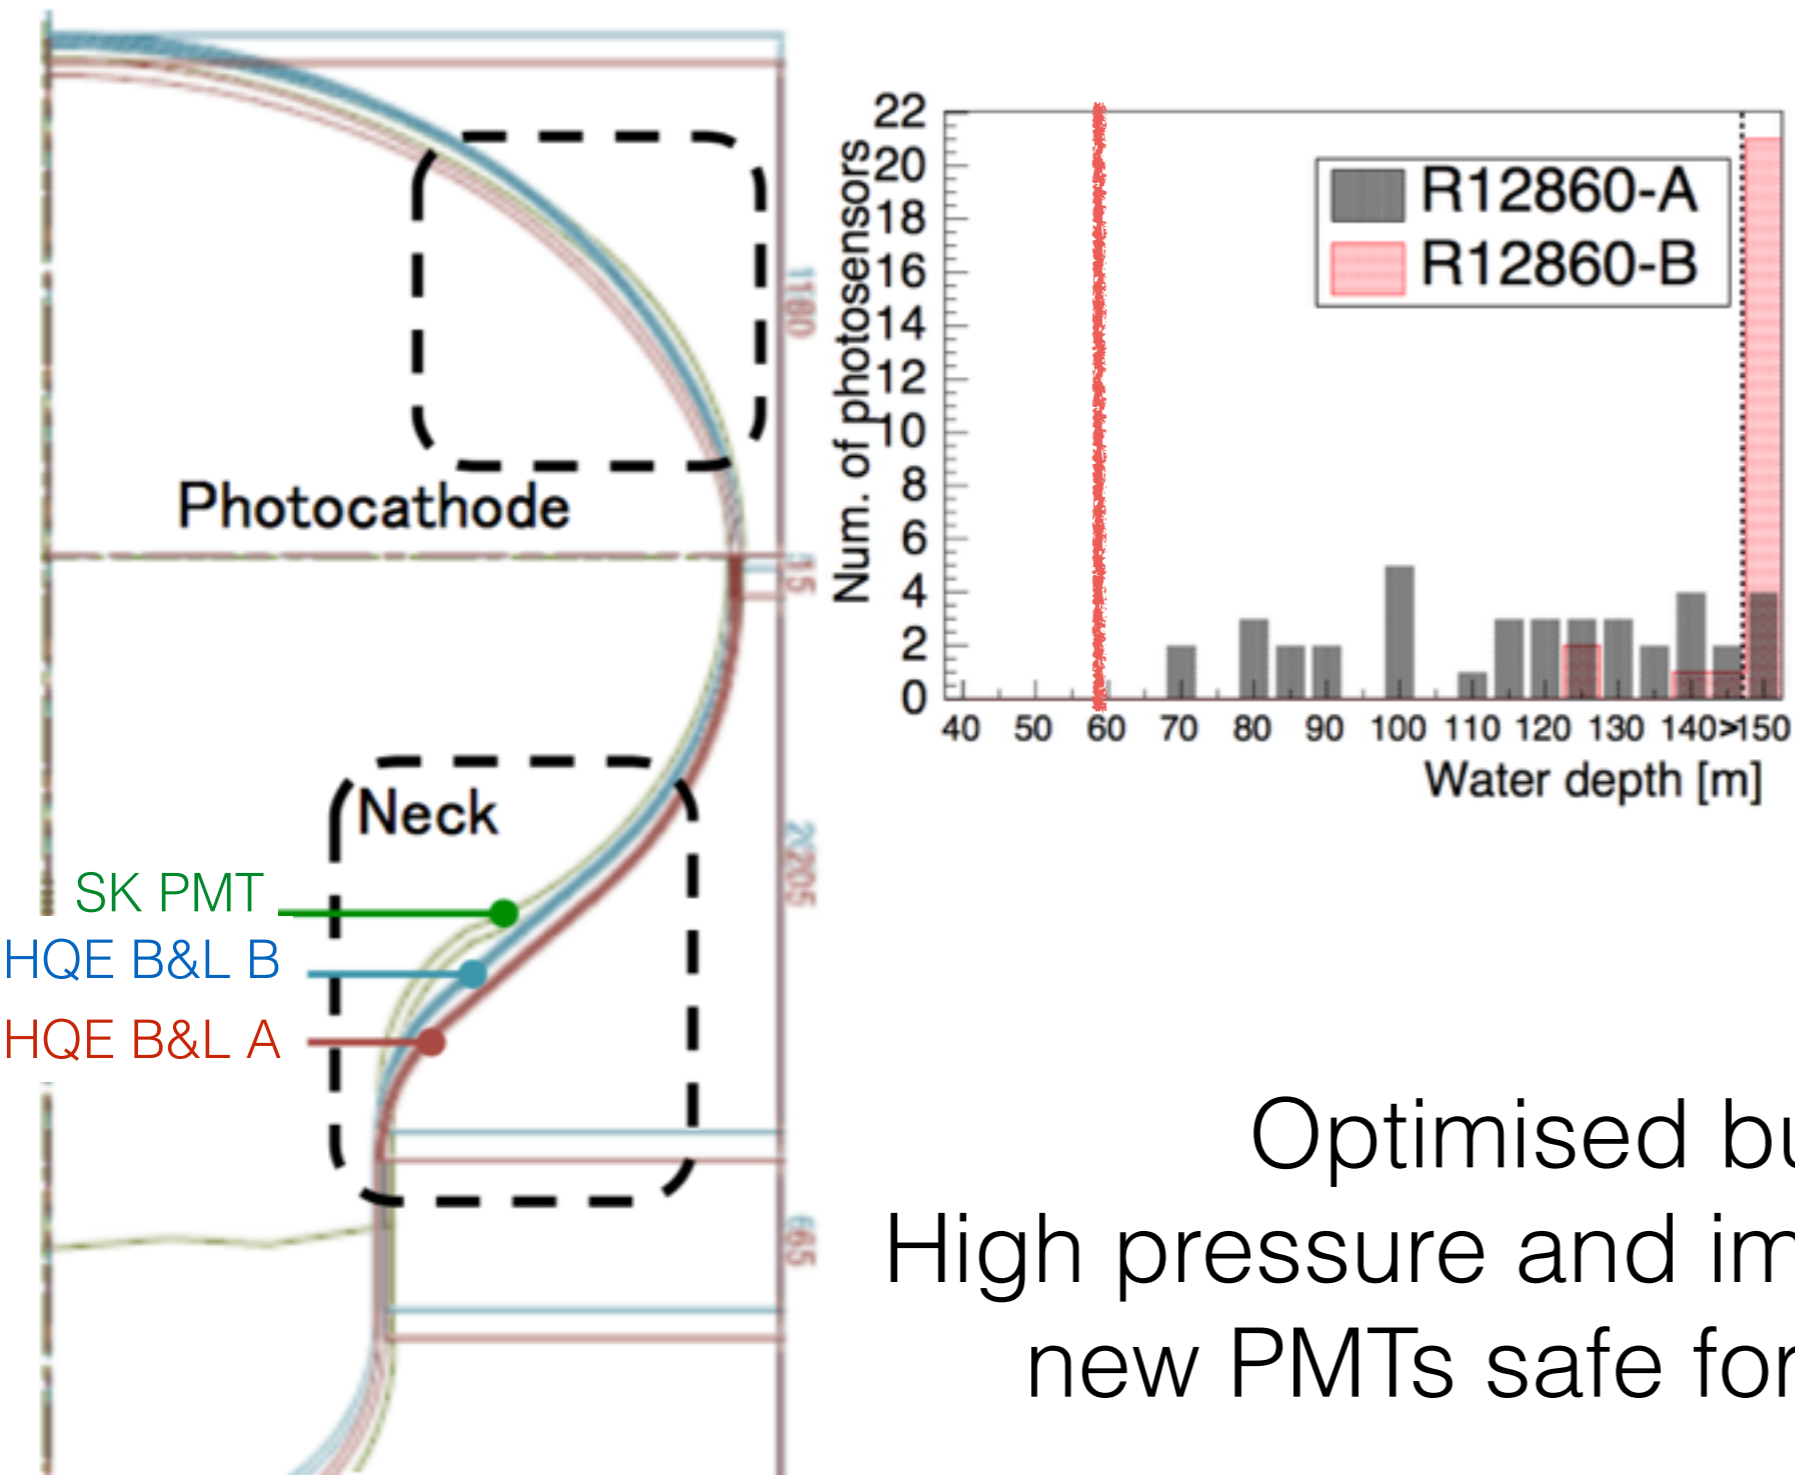 Photocathode
Neck
SK PMT
HQE B&L B
HQE B&L A
15
Num. of photosensors
22
20
18
16
14
12
10
8
6
4
2
0
R12860-A
R12860-B
40 50 60 70 80 90 100 110 120 130 140 >150
Water depth [m]
Optimised bu
High pressure and im
new PMTs safe for